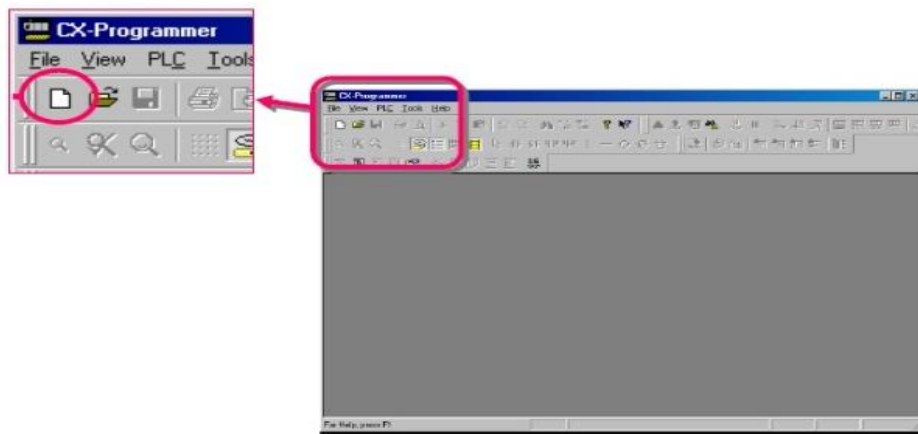 CX-Programmer
File View PLC Tools
CX-Programmer
File View PLC Tools Help
For Help, press F1